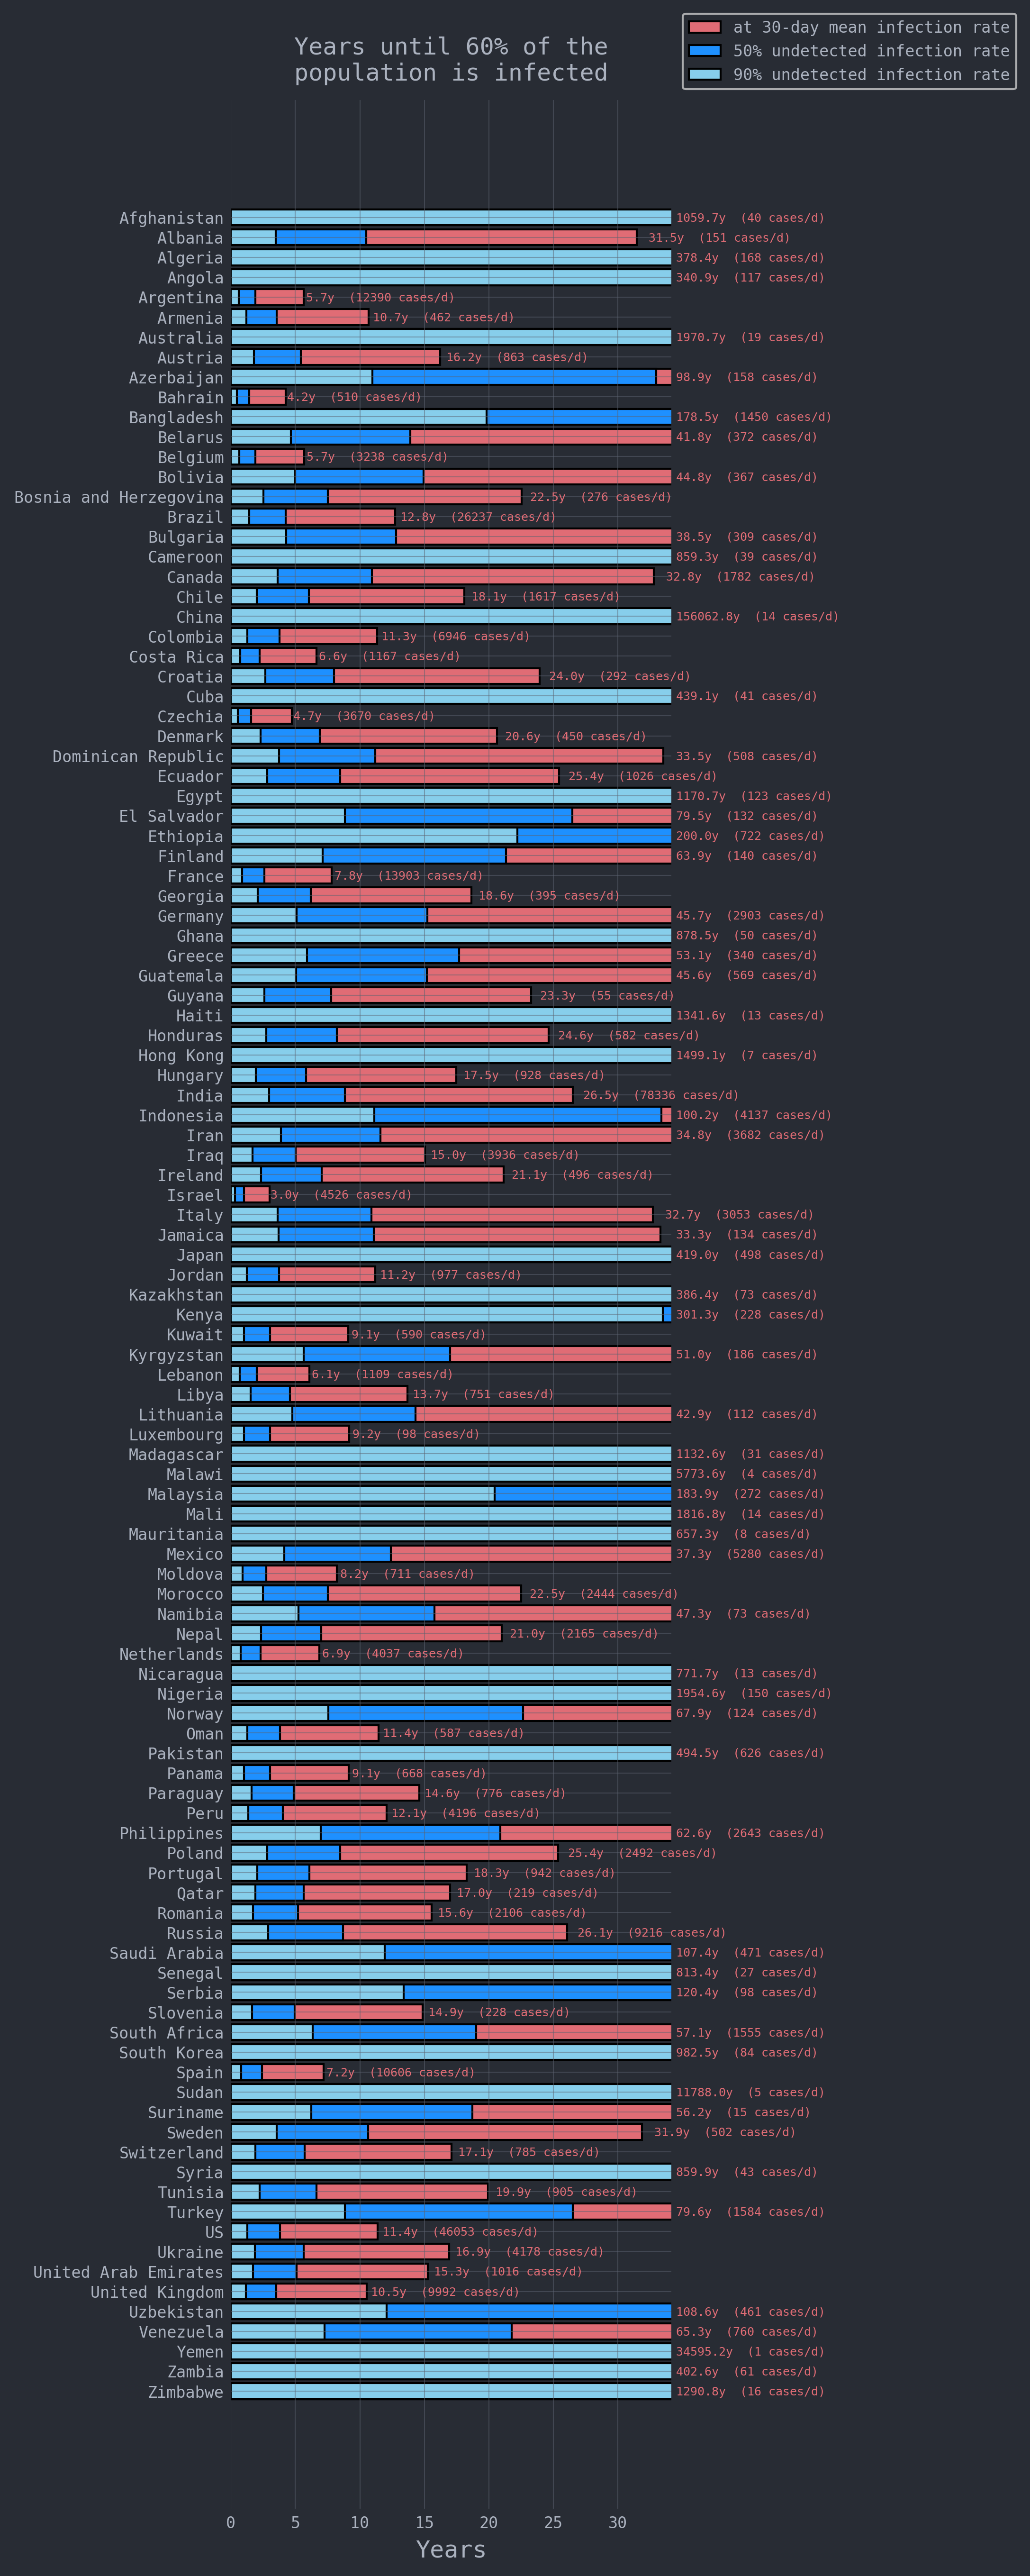 at 30-day mean infection rate
50% undetected infection rate
90% undetected infection rate
Years until 60% of the
population is infected
Afghanistan 1059.7y (40 cases/d)
Albania 31.5y (151 cases/d)
Algeria 378.4y (168 cases/d)
Angola 340.9y (117 cases/d)
Argentina 5.7y (12390 cases/d)
Armenia 10.7y (462 cases/d)
Australia 1970.7y (19 cases/d)
Austria 16.2y (863 cases/d)
Azerbaijan 98.9y (158 cases/d)
Bahrain 4.2y (510 cases/d)
Bangladesh 178.5y (1450 cases/d)
Belarus 41.8y (372 cases/d)
Belgium 5.7y (3238 cases/d)
Bolivia 44.8y (367 cases/d)
Bosnia and Herzegovina 22.5y (276 cases/d)
Brazil 12.8y (26237 cases/d)
Bulgaria 38.5y (309 cases/d)
Cameroon 859.3y (39 cases/d)
Canada 32.8y (1782 cases/d)
Chile 18.1y (1617 cases/d)
China 156062.8y (14 cases/d)
Colombia 11.3y (6946 cases/d)
Costa Rica 6.6y (1167 cases/d)
Croatia 24.0y (292 cases/d)
Cuba 439.1y (41 cases/d)
Czechia 4.7y (3670 cases/d)
Denmark 20.6y (450 cases/d)
Dominican Republic 33.5y (508 cases/d)
Ecuador 25.4y (1026 cases/d)
Egypt 1170.7y (123 cases/d)
El Salvador 79.5y (132 cases/d)
Ethiopia 200.0y (722 cases/d)
Finland 63.9y (140 cases/d)
France 7.8y (13903 cases/d)
Georgia 18.6y (395 cases/d)
Germany 45.7y (2903 cases/d)
Ghana 878.5y (50 cases/d)
Greece 53.1y (340 cases/d)
Guatemala 45.6y (569 cases/d)
Guyana 23.3y (55 cases/d)
Haiti 1341.6y (13 cases/d)
Honduras 24.6y (582 cases/d)
Hong Kong 1499.1y (7 cases/d)
Hungary 17.5y (928 cases/d)
India 26.5y (78336 cases/d)
Indonesia 100.2y (4137 cases/d)
Iran 34.8y (3682 cases/d)
Iraq 15.0y (3936 cases/d)
Ireland 21.1y (496 cases/d)
Israel 3.0y (4526 cases/d)
Italy 32.7y (3053 cases/d)
Jamaica 33.3y (134 cases/d)
Japan 419.0y (498 cases/d)
Jordan 11.2y (977 cases/d)
Kazakhstan 386.4y (73 cases/d)
Kenya 301.3y (228 cases/d)
Kuwait 9.1y (590 cases/d)
Kyrgyzstan 51.0y (186 cases/d)
Lebanon 6.1y (1109 cases/d)
Libya 13.7y (751 cases/d)
Lithuania 42.9y (112 cases/d)
Luxembourg 9.2y (98 cases/d)
Madagascar 1132.6y (31 cases/d)
Malawi 5773.6y (4 cases/d)
Malaysia 183.9y (272 cases/d)
Mali 1816.8y (14 cases/d)
Mauritania 657.3y (8 cases/d)
Mexico 37.3y (5280 cases/d)
Moldova 8.2y (711 cases/d)
Morocco 22.5y (2444 cases/d)
Namibia 47.3y (73 cases/d)
Nepal 21.0y (2165 cases/d)
Netherlands 6.9y (4037 cases/d)
Nicaragua 771.7y (13 cases/d)
Nigeria 1954.6y (150 cases/d)
Norway 67.9y (124 cases/d)
Oman 11.4y (587 cases/d)
Pakistan 494.5y (626 cases/d)
Panama 9.1y (668 cases/d)
Paraguay 14.6y (776 cases/d)
Peru 12.1y (4196 cases/d)
Philippines 62.6y (2643 cases/d)
Poland 25.4y (2492 cases/d)
Portugal 18.3y (942 cases/d)
Qatar 17.0y (219 cases/d)
Romania 15.6y (2106 cases/d)
Russia 26.1y (9216 cases/d)
Saudi Arabia 107.4y (471 cases/d)
Senegal 813.4y (27 cases/d)
Serbia 120.4y (98 cases/d)
Slovenia 14.9y (228 cases/d)
South Africa 57.1y (1555 cases/d)
South Korea 982.5y (84 cases/d)
Spain 7.2y (10606 cases/d)
Sudan 11788.0y (5 cases/d)
Suriname 56.2y (15 cases/d)
Sweden 31.9y (502 cases/d)
Switzerland 17.1y (785 cases/d)
Syria 859.9y (43 cases/d)
Tunisia 19.9y (905 cases/d)
Turkey 79.6y (1584 cases/d)
US 11.4y (46053 cases/d)
Ukraine 16.9y (4178 cases/d)
United Arab Emirates 15.3y (1016 cases/d)
United Kingdom 10.5y (9992 cases/d)
Uzbekistan 108.6y (461 cases/d)
Venezuela 65.3y (760 cases/d)
Yemen 34595.2y (1 cases/d)
Zambia 402.6y (61 cases/d)
Zimbabwe 1290.8y (16 cases/d)
0 5 10 15 20 25 30
Years